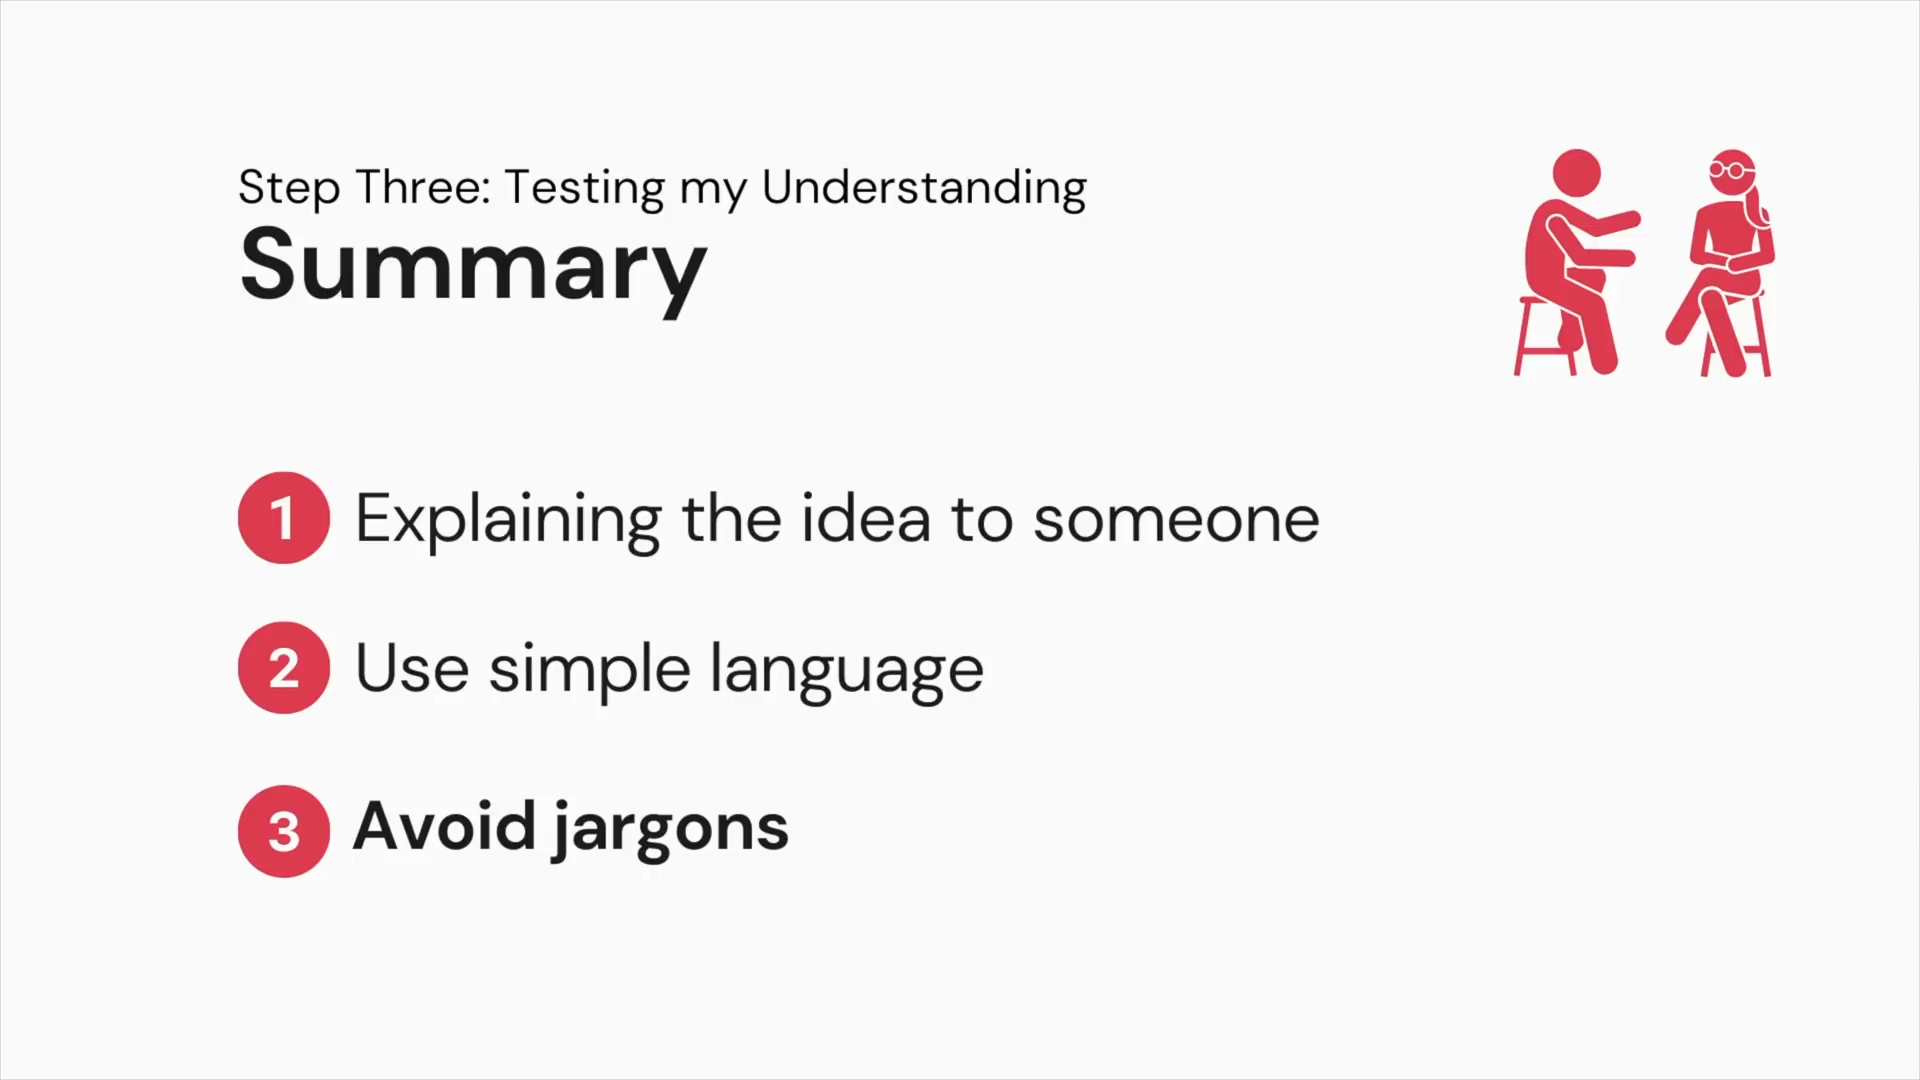 Step Three: Testing my Understanding
Summary
1 Explaining the idea to someone
2 Use simple language
3 Avoid jargons